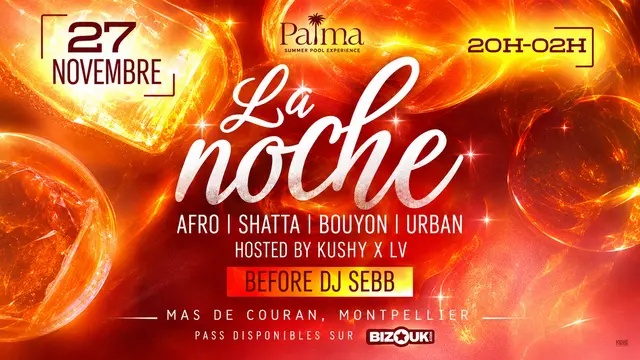 27
NOVEMBRE
Palma
SUMMER POOL EXPERIENCE
20H-02H
La
noche
AFRO | SHATTA | BOUYON | URBAN
HOSTED BY KUSHY X LV
BEFORE DJ SEBB
MAS DE COURAN, MONTPELLIER
PASS DISPONIBLES SUR BIZOUK